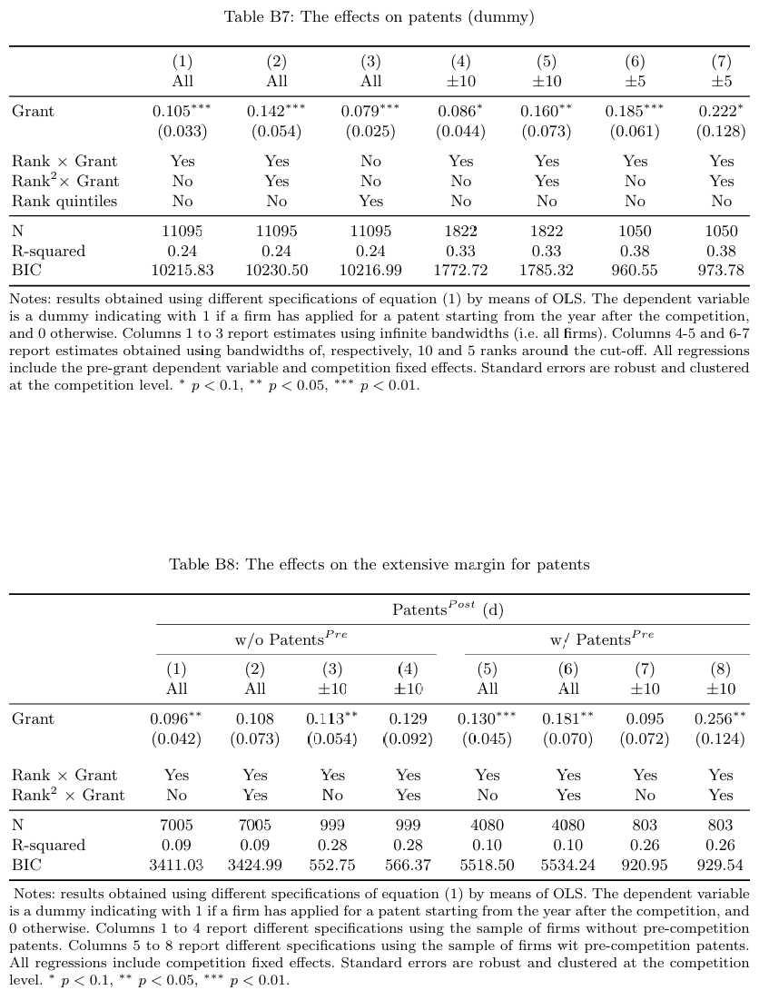 Table B7: The effects on patents (dummy)
(1) (2) (3) (4) (5) (6) (7)
All All All ±10 ±10 ±5 ±5
Grant 0.105*** 0.142*** 0.079*** 0.086* 0.160** 0.185*** 0.222*
(0.033) (0.054) (0.025) (0.044) (0.073) (0.061) (0.128)
Rank × Grant Yes Yes No Yes Yes Yes Yes
Rank²× Grant No Yes No No Yes No Yes
Rank quintiles No No Yes No No No No
N 11095 11095 11095 1822 1822 1050 1050
R-squared 0.24 0.24 0.24 0.33 0.33 0.38 0.38
BIC 10215.83 10230.50 10216.99 1772.72 1785.32 960.55 973.78
Notes: results obtained using different specifications of equation (1) by means of OLS. The dependent variable
is a dummy indicating with 1 if a firm has applied for a patent starting from the year after the competition,
and 0 otherwise. Columns 1 to 3 report estimates using infinite bandwidths (i.e. all firms). Columns 4-5 and 6-7
report estimates obtained using bandwidths of, respectively, 10 and 5 ranks around the cut-off. All regressions
include the pre-grant dependent variable and competition fixed effects. Standard errors are robust and clustered
at the competition level. * p < 0.1, ** p < 0.05, *** p < 0.01.
Table B8: The effects on the extensive margin for patents
Patents^Post (d)
w/o Patents^Pre w/ Patents^Pre
(1) (2) (3) (4) (5) (6) (7) (8)
All All ±10 ±10 All All ±10 ±10
Grant 0.096** 0.108 0.113** 0.129 0.130*** 0.181** 0.095 0.256**
(0.042) (0.073) (0.054) (0.092) (0.045) (0.070) (0.072) (0.124)
Rank × Grant Yes Yes Yes Yes Yes Yes Yes Yes
Rank² × Grant No Yes No Yes No Yes No Yes
N 7005 7005 999 999 4080 4080 803 803
R-squared 0.09 0.09 0.28 0.28 0.10 0.10 0.26 0.26
BIC 3411.03 3424.99 552.75 566.37 5518.50 5534.24 920.95 929.54
Notes: results obtained using different specifications of equation (1) by means of OLS. The dependent variable
is a dummy indicating with 1 if a firm has applied for a patent starting from the year after the competition, and
0 otherwise. Columns 1 to 4 report different specifications using the sample of firms without pre-competition
patents. Columns 5 to 8 report different specifications using the sample of firms wit pre-competition patents.
All regressions include competition fixed effects. Standard errors are robust and clustered at the competition
level. * p < 0.1, ** p < 0.05, *** p < 0.01.